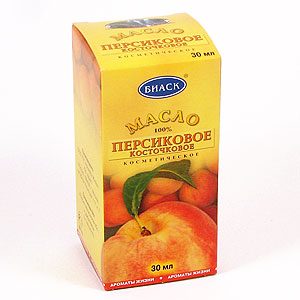 БИАСК
МАСЛО
100%
ПЕРСИКОВОЕ
КОСТОЧКОВОЕ
КОСМЕТИЧЕСКОЕ
30 мл
30 мл
АРОМАТЫ ЖИЗНИ
АРОМАТЫ ЖИЗНИ